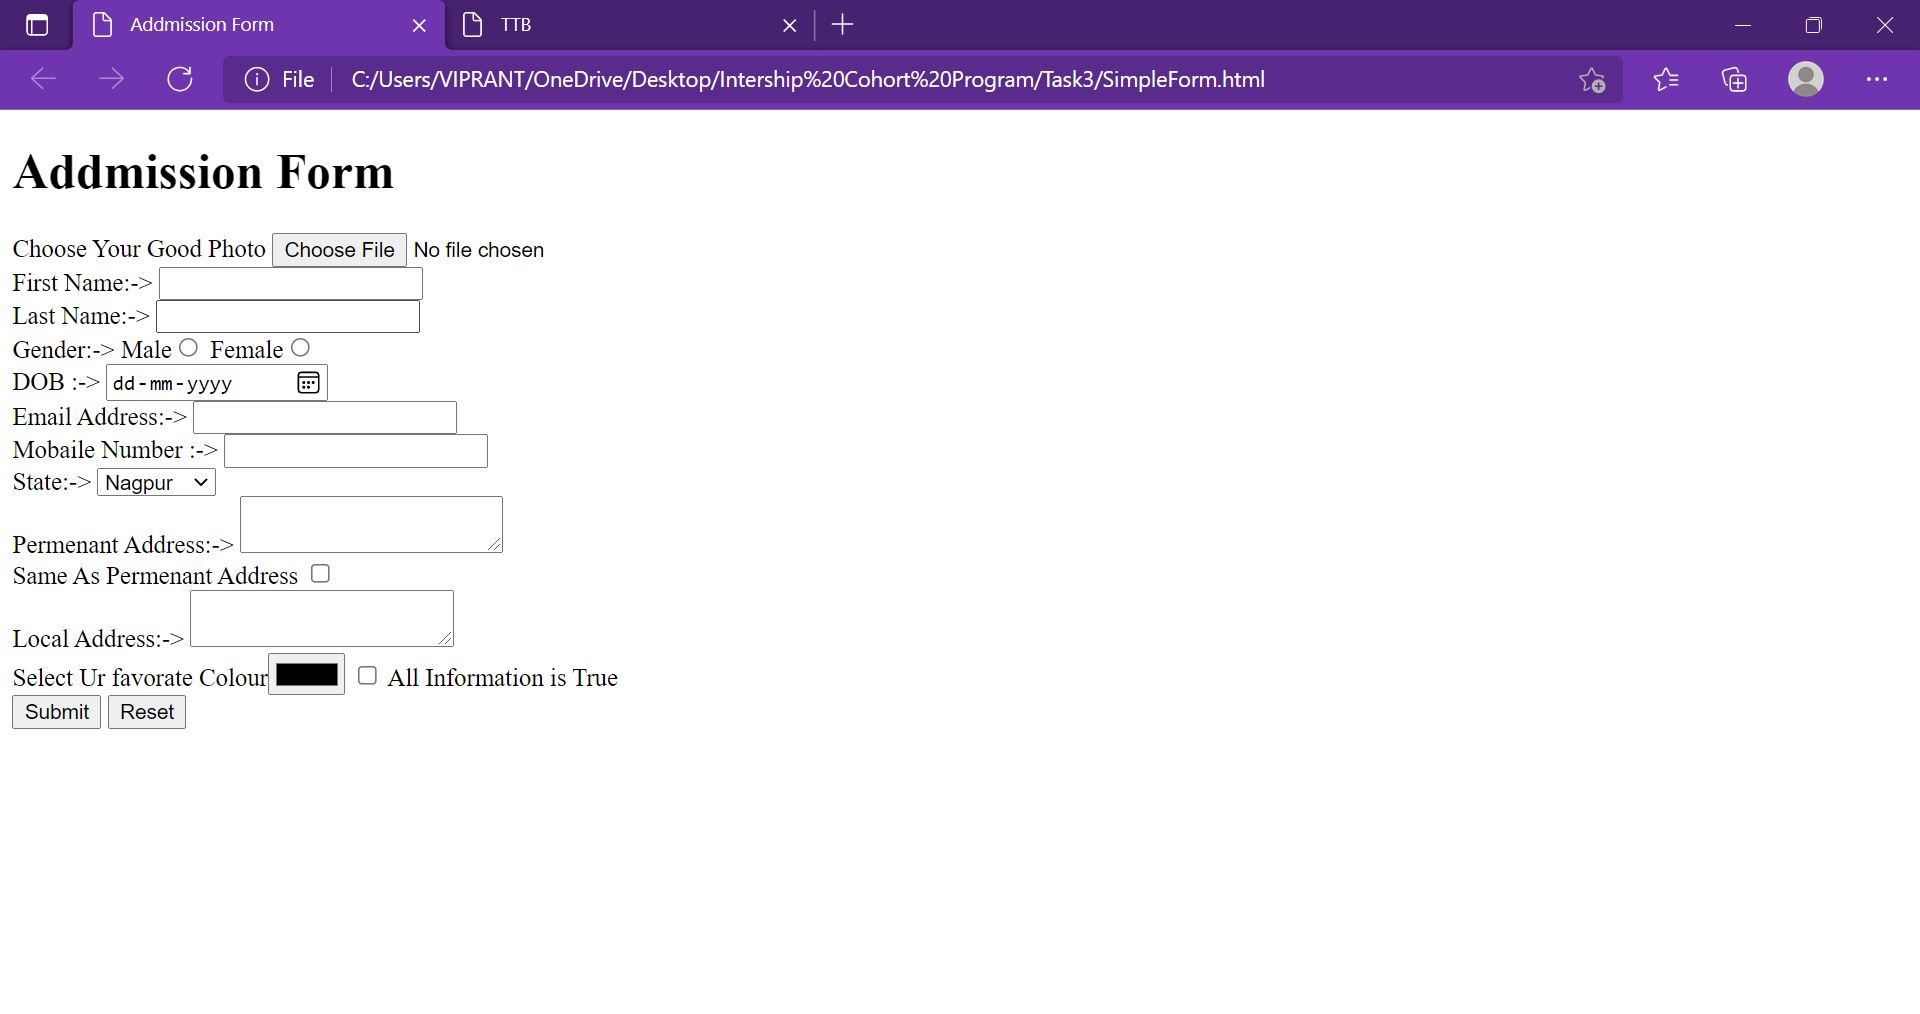 Addmission Form
TTB
File
C:/Users/VIPRANT/OneDrive/Desktop/Intership%20Cohort%20Program/Task3/SimpleForm.html
Addmission Form
Choose Your Good Photo Choose File No file chosen
First Name:->
Last Name:->
Gender:-> Male Female
DOB :-> dd-mm-yyyy
Email Address:->
Mobaile Number :->
State:-> Nagpur
Permenant Address:->
Same As Permenant Address
Local Address:->
Select Ur favorate Colour All Information is True
Submit Reset